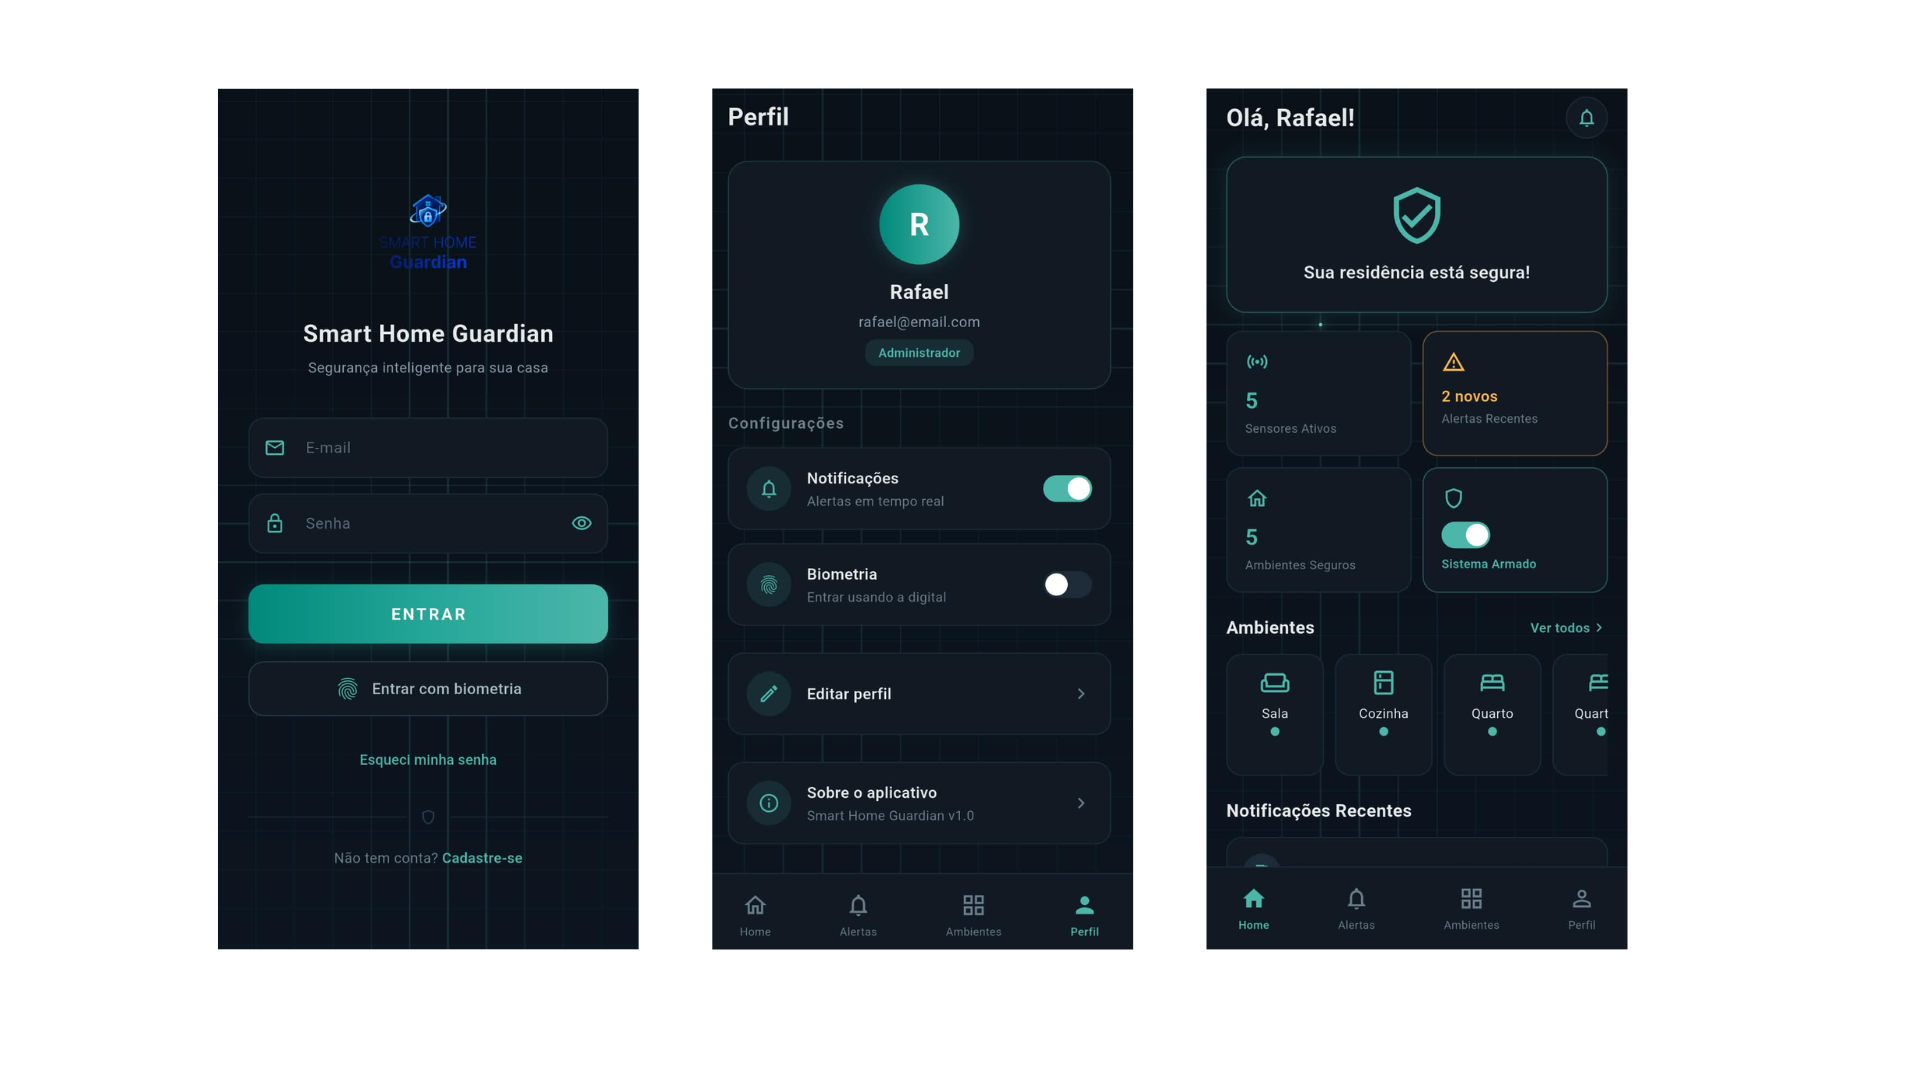 SMART HOME
Guardian
Smart Home Guardian
Segurança inteligente para sua casa
E-mail
Senha
ENTRAR
Entrar com biometria
Esqueci minha senha
Não tem conta? Cadastre-se
Perfil
R
Rafael
rafael@email.com
Administrador
Configurações
Notificações
Alertas em tempo real
Biometria
Entrar usando a digital
Editar perfil
Sobre o aplicativo
Smart Home Guardian v1.0
Home Alertas Ambientes Perfil
Olá, Rafael!
Sua residência está segura!
5
Sensores Ativos
2 novos
Alertas Recentes
5
Ambientes Seguros
Sistema Armado
Ambientes Ver todos
Sala Cozinha Quarto Quart
Notificações Recentes
Home Alertas Ambientes Perfil